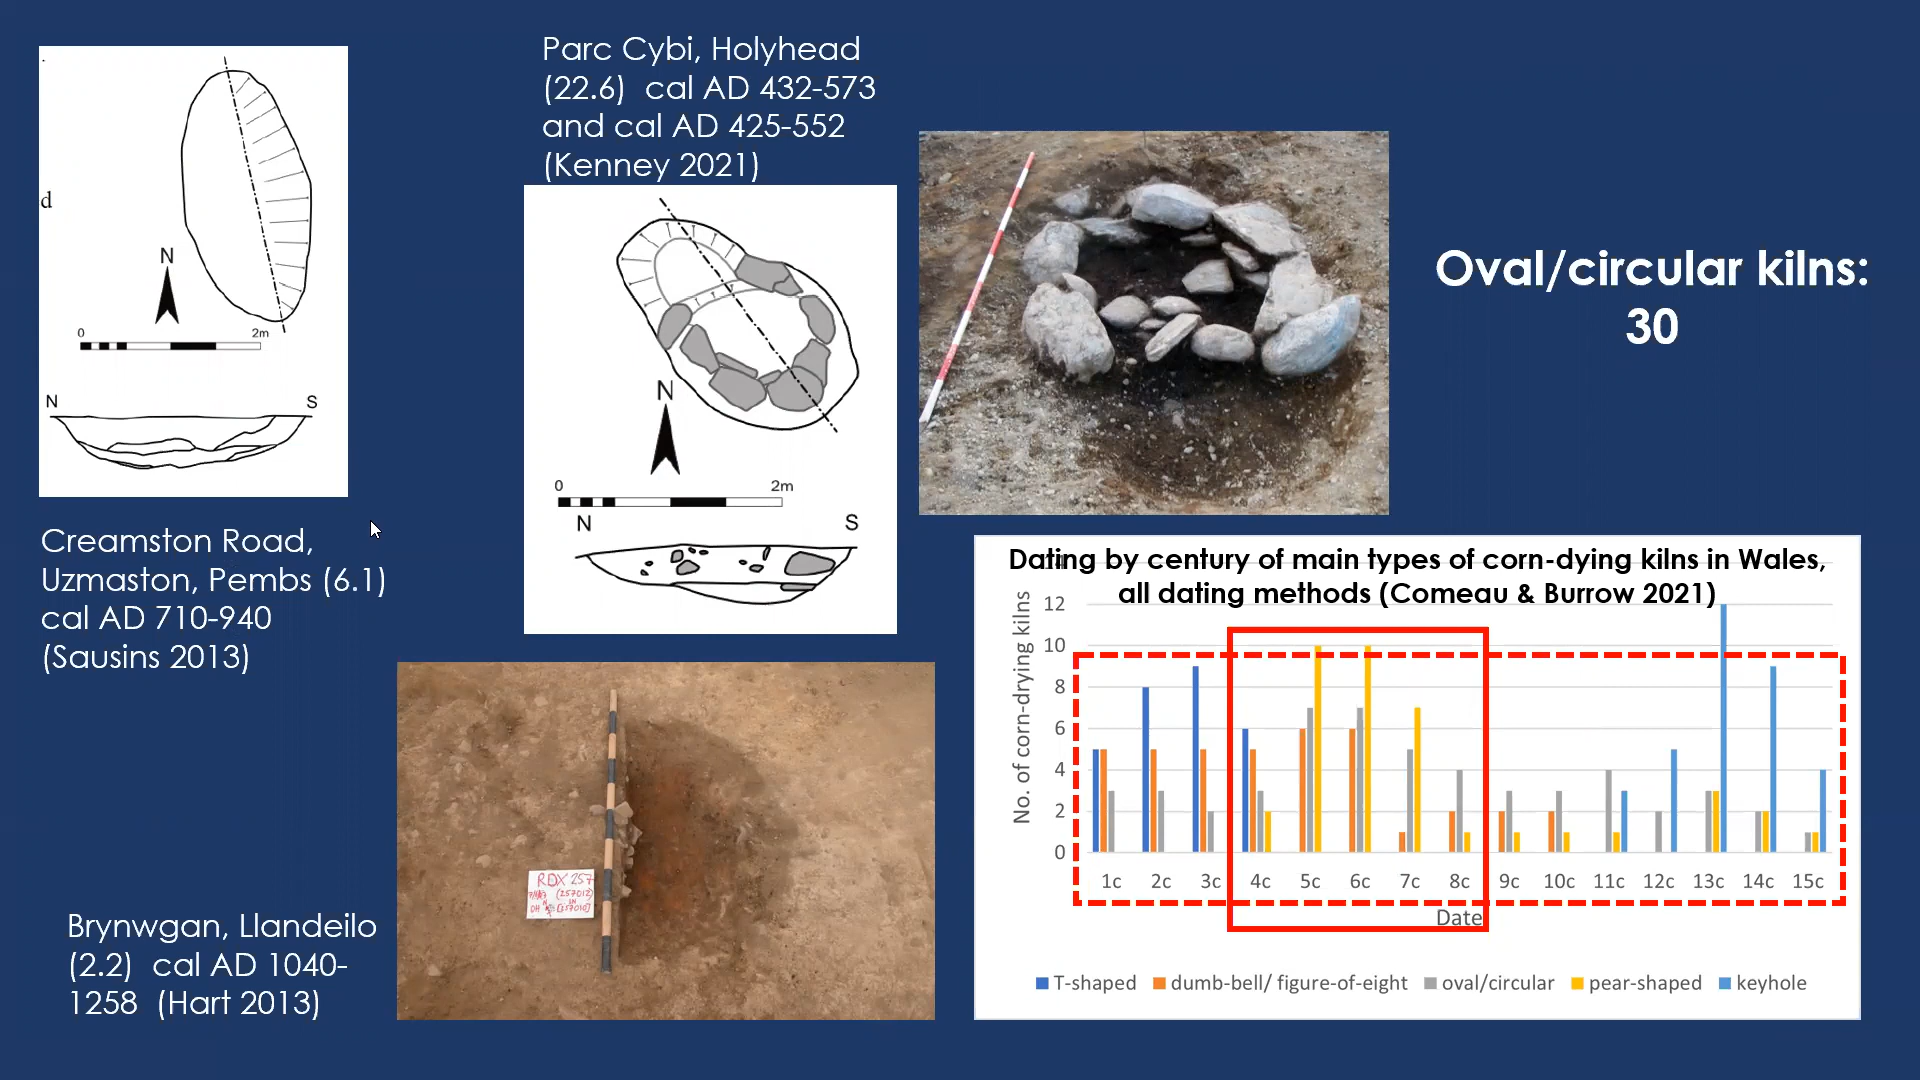 d
N
0 2m
N S
Creamston Road,
Uzmaston, Pembs (6.1)
cal AD 710-940
(Sausins 2013)
Parc Cybi, Holyhead
(22.6) cal AD 432-573
and cal AD 425-552
(Kenney 2021)
N
0 2m
N S
Oval/circular kilns:
30
Brynwgan, Llandeilo
(2.2) cal AD 1040-
1258 (Hart 2013)
RDX 257
Dating by century of main types of corn-dying kilns in Wales,
all dating methods (Comeau & Burrow 2021)
No. of corn-drying kilns
12
10
8
6
4
2
0
1c 2c 3c 4c 5c 6c 7c 8c 9c 10c 11c 12c 13c 14c 15c
Date
T-shaped dumb-bell/ figure-of-eight oval/circular pear-shaped keyhole